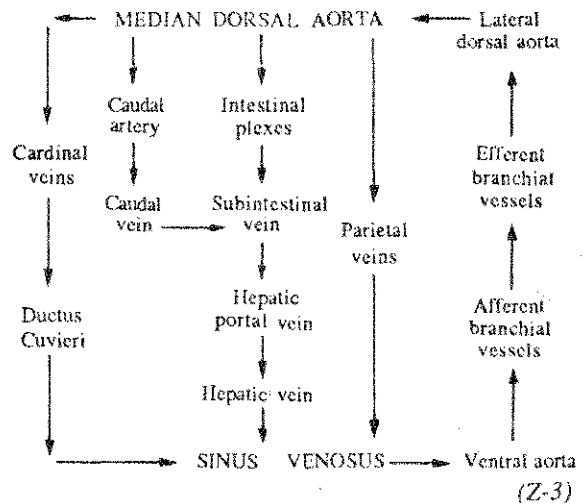 MEDIAN DORSAL AORTA
Lateral
dorsal aorta
Caudal
artery
Intestinal
plexes
Cardinal
veins
Efferent
branchial
vessels
Caudal
vein
Subintestinal
vein
Parietal
veins
Ductus
Cuvieri
Hepatic
portal vein
Afferent
branchial
vessels
Hepatic vein
SINUS VENOSUS
Ventral aorta
(Z-3)